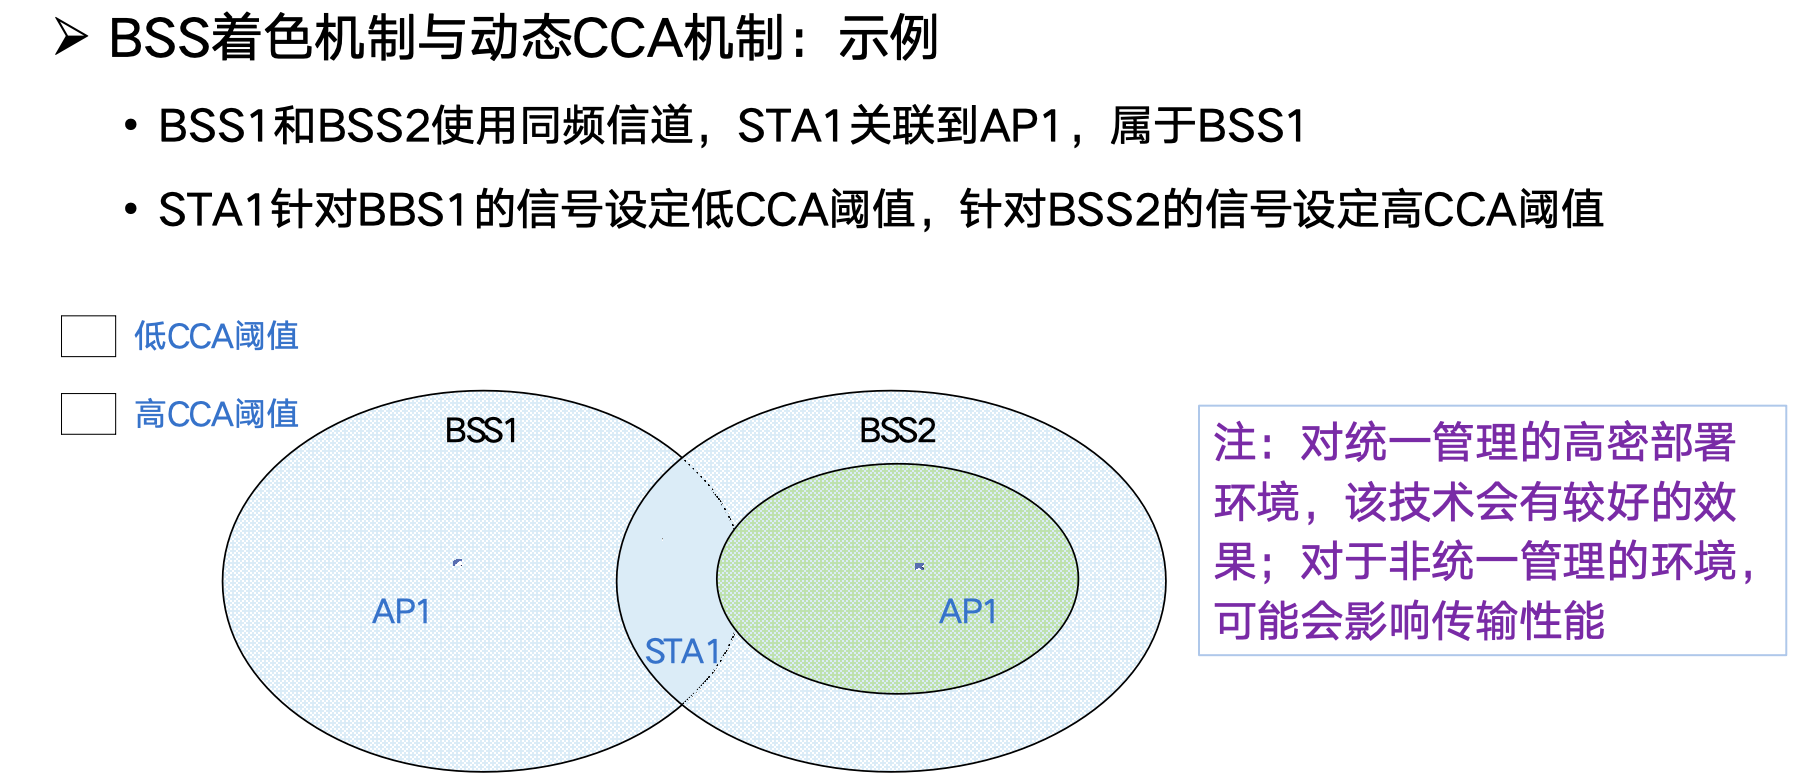 ➢ BSS着色机制与动态CCA机制：示例
• BSS1和BSS2使用同频信道，STA1关联到AP1，属于BSS1
• STA1针对BBS1的信号设定低CCA阈值，针对BSS2的信号设定高CCA阈值
低CCA阈值
高CCA阈值
BSS1
BSS2
AP1
STA1
AP1
注：对统一管理的高密部署
环境，该技术会有较好的效
果；对于非统一管理的环境，
可能会影响传输性能